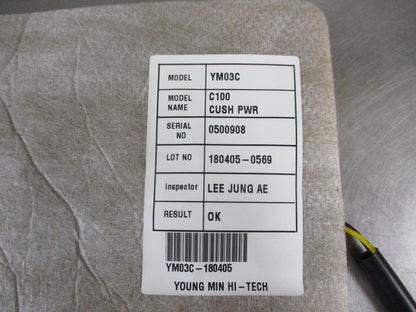 MODEL YM03C
MODEL NAME C100 CUSH PWR
SERIAL NO 0500908
LOT NO 180405-0569
Inspector LEE JUNG AE
RESULT OK
YM03C-180405
YOUNG MIN HI-TECH